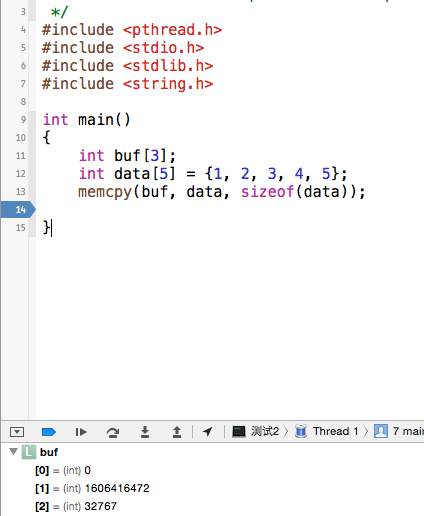 3 */
4 #include <pthread.h>
5 #include <stdio.h>
6 #include <stdlib.h>
7 #include <string.h>
8
9 int main()
10 {
11 int buf[3];
12 int data[5] = {1, 2, 3, 4, 5};
13 memcpy(buf, data, sizeof(data));
14
15 }
测试2 〉 Thread 1 〉 7 mai
L buf
[0] = (int) 0
[1] = (int) 1606416472
[2] = (int) 32767